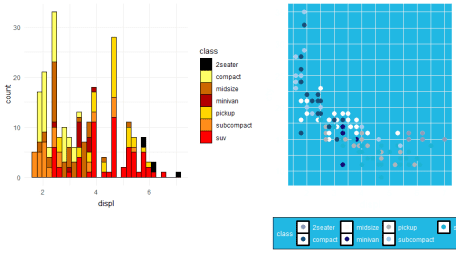 30
20
10
0
count
2
4
6
displ
class
2seater
compact
midsize
minivan
pickup
subcompact
suv
class
2seater
midsize
pickup
compact
minivan
subcompact